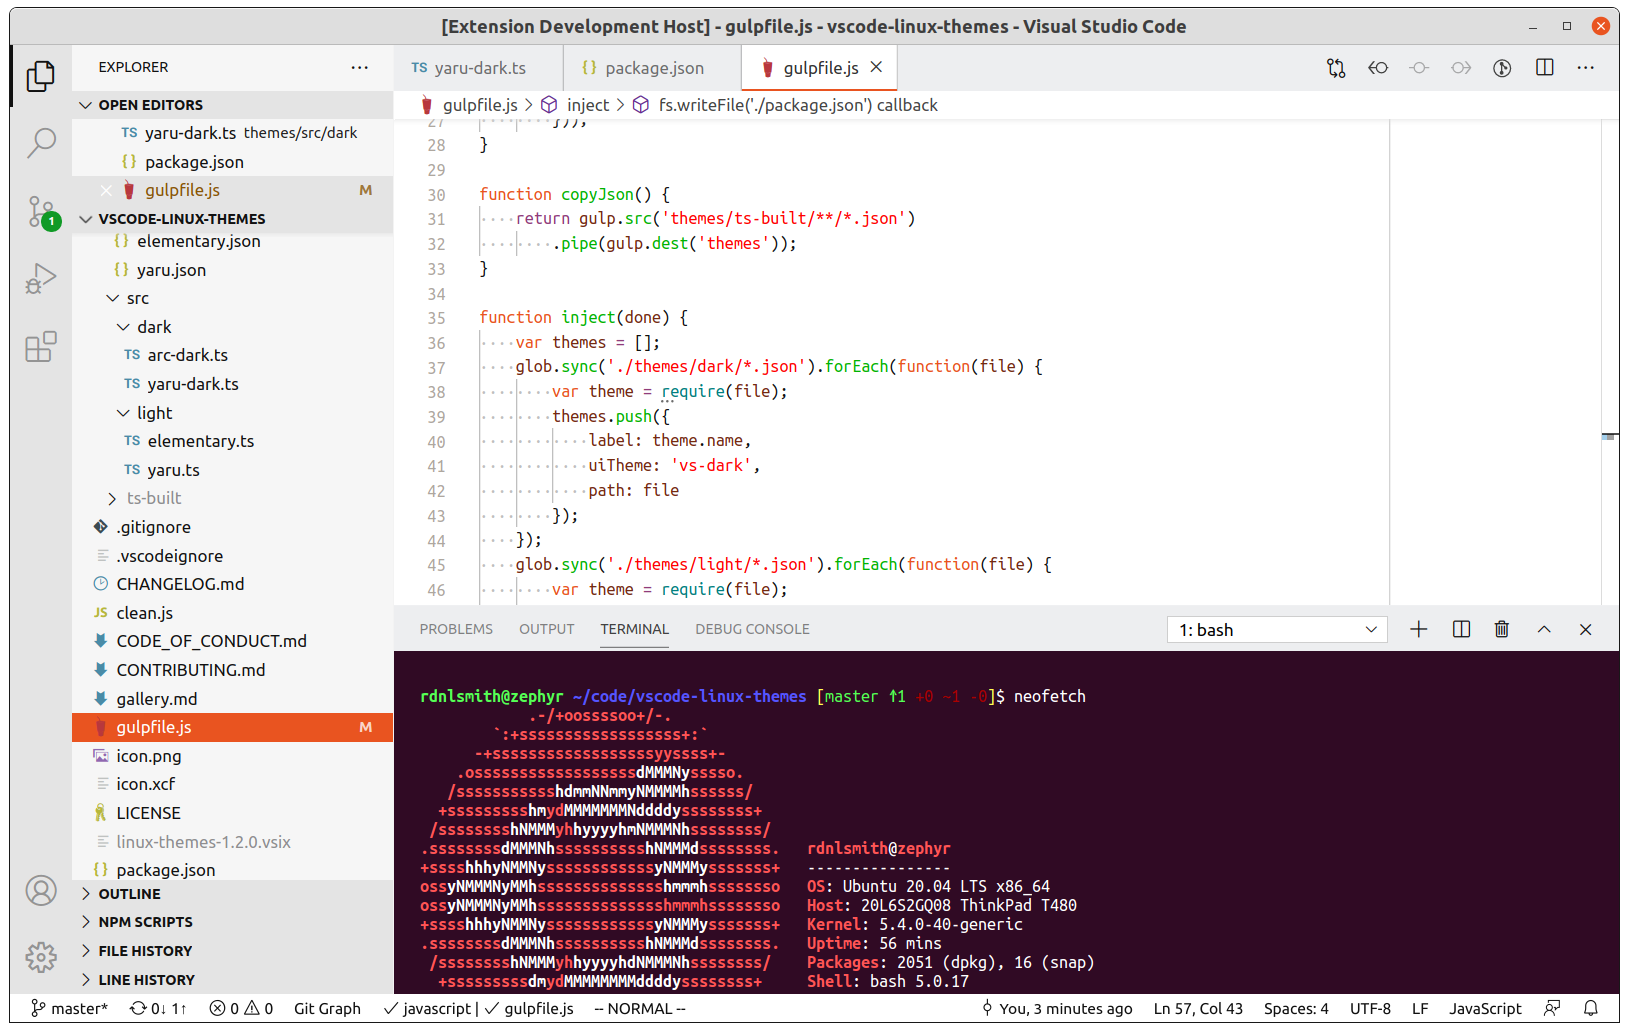 [Extension Development Host] - gulpfile.js - vscode-linux-themes - Visual Studio Code
EXPLORER
OPEN EDITORS
TS yaru-dark.ts themes/src/dark
{} package.json
gulpfile.js M
1
VSCODE-LINUX-THEMES
{} elementary.json
{} yaru.json
src
dark
TS arc-dark.ts
TS yaru-dark.ts
light
TS elementary.ts
TS yaru.ts
ts-built
.gitignore
.vscodeignore
CHANGELOG.md
JS clean.js
CODE_OF_CONDUCT.md
CONTRIBUTING.md
gallery.md
gulpfile.js M
icon.png
icon.xcf
LICENSE
linux-themes-1.2.0.vsix
{} package.json
OUTLINE
NPM SCRIPTS
FILE HISTORY
LINE HISTORY
TS yaru-dark.ts {} package.json gulpfile.js
gulpfile.js > inject > fs.writeFile('./package.json') callback
27 }));
28 }
29
30 function copyJson() {
31 ····return gulp.src('themes/ts-built/**/*.json')
32 ········.pipe(gulp.dest('themes'));
33 }
34
35 function inject(done) {
36 ····var themes = [];
37 ····glob.sync('./themes/dark/*.json').forEach(function(file) {
38 ········var theme = require(file);
39 ········themes.push({
40 ············label: theme.name,
41 ············uiTheme: 'vs-dark',
42 ············path: file
43 ········});
44 ····});
45 ····glob.sync('./themes/light/*.json').forEach(function(file) {
46 ········var theme = require(file);
PROBLEMS OUTPUT TERMINAL DEBUG CONSOLE 1: bash
rdnlsmith@zephyr ~/code/vscode-linux-themes [master ↑1 +0 ~1 -0]$ neofetch
.-/+oossssoo+/-.
`:+ssssssssssssssssss+:`
-+ssssssssssssssssssyyssss+-
.ossssssssssssssssssdMMMNysssso.
/ssssssssssshdmmNNmmyNMMMMhssssss/
+ssssssssshmydMMMMMMMNddddyssssssss+
/sssssssshNMMMyhhyyyyhmNMMMNhssssssss/
.ssssssssdMMMNhsssssssssshNMMMdssssssss. rdnlsmith@zephyr
+sssshhhyNMMNyssssssssssssyNMMMysssssss+ ----------------
ossyNMMMNyMMhsssssssssssssshmmmhssssssso OS: Ubuntu 20.04 LTS x86_64
ossyNMMMNyMMhsssssssssssssshmmmhssssssso Host: 20L6S2GQ08 ThinkPad T480
+sssshhhyNMMNyssssssssssssyNMMMysssssss+ Kernel: 5.4.0-40-generic
.ssssssssdMMMNhsssssssssshNMMMdssssssss. Uptime: 56 mins
/sssssssshNMMMyhhyyyyhdNMMMNhssssssss/ Packages: 2051 (dpkg), 16 (snap)
+sssssssssdmydMMMMMMMMddddyssssssss+ Shell: bash 5.0.17
master* 0↓ 1↑ 0 0 Git Graph ✓ javascript | ✓ gulpfile.js -- NORMAL -- You, 3 minutes ago Ln 57, Col 43 Spaces: 4 UTF-8 LF JavaScript